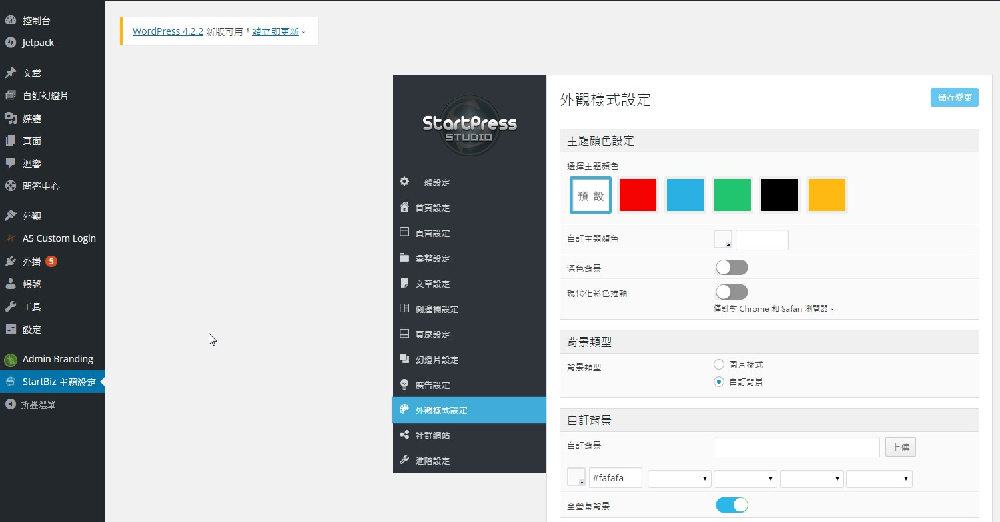 控制台
Jetpack
文章
自訂幻燈片
媒體
頁面
迴響
問答中心
外觀
A5 Custom Login
外掛 5
帳號
工具
設定
Admin Branding
StartBiz 主題設定
折疊選單
WordPress 4.2.2 新版可用！請立即更新。
StartPress
STUDIO
一般設定
首頁設定
頁首設定
彙整設定
文章設定
側邊欄設定
頁尾設定
幻燈片設定
廣告設定
外觀樣式設定
社群網站
進階設定
外觀樣式設定
儲存變更
主題顏色設定
選擇主題顏色
預設
自訂主題顏色
深色背景
現代化彩色捲軸
僅針對 Chrome 和 Safari 瀏覽器。
背景類型
背景類型
圖片樣式
自訂背景
自訂背景
自訂背景
上傳
#fafafa
全螢幕背景